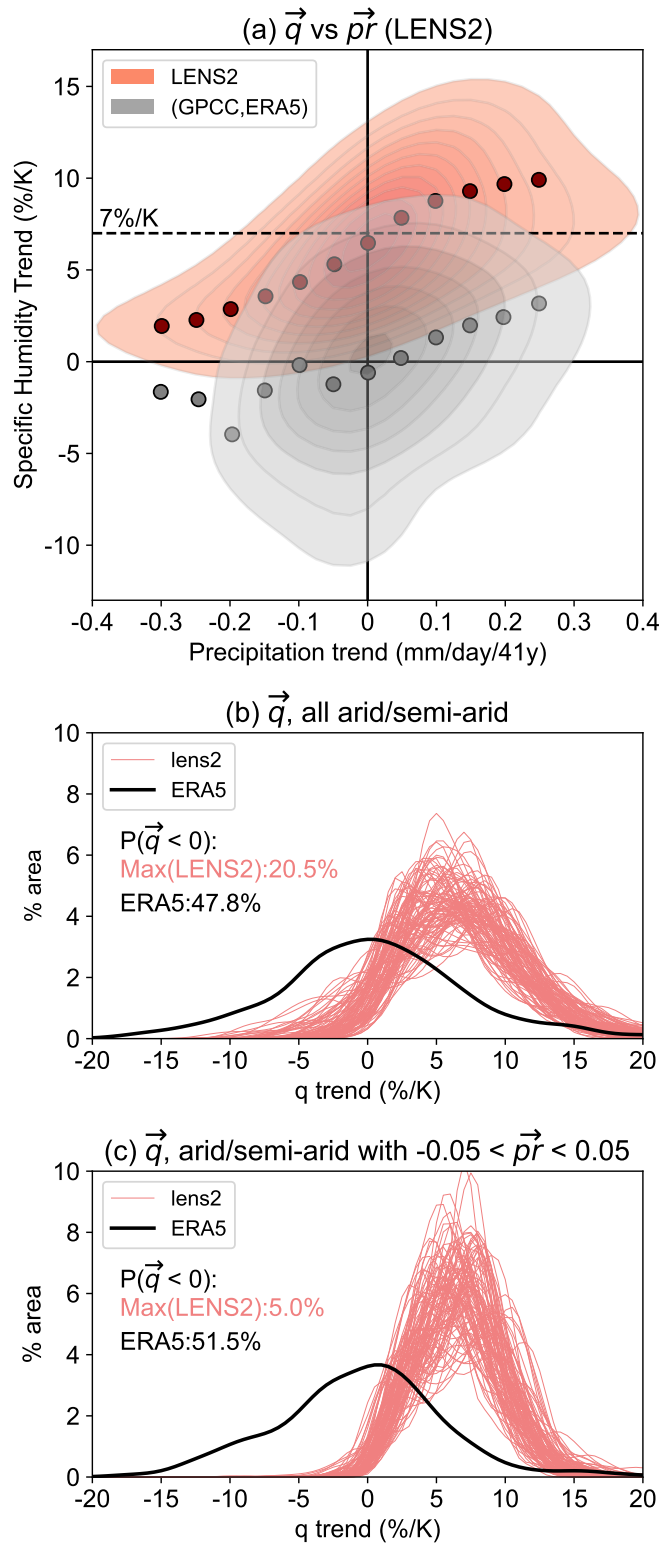 (a) q⃗ vs pr⃗ (LENS2)
LENS2
(GPCC,ERA5)
7%/K
Specific Humidity Trend (%/K)
15
10
5
0
-5
-10
-0.4 -0.3 -0.2 -0.1 0 0.1 0.2 0.3 0.4
Precipitation trend (mm/day/41y)
(b) q⃗, all arid/semi-arid
lens2
ERA5
P(q⃗ < 0):
Max(LENS2):20.5%
ERA5:47.8%
% area
10
8
6
4
2
0
-20 -15 -10 -5 0 5 10 15 20
q trend (%/K)
(c) q⃗, arid/semi-arid with -0.05 < pr⃗ < 0.05
lens2
ERA5
P(q⃗ < 0):
Max(LENS2):5.0%
ERA5:51.5%
% area
10
8
6
4
2
0
-20 -15 -10 -5 0 5 10 15 20
q trend (%/K)